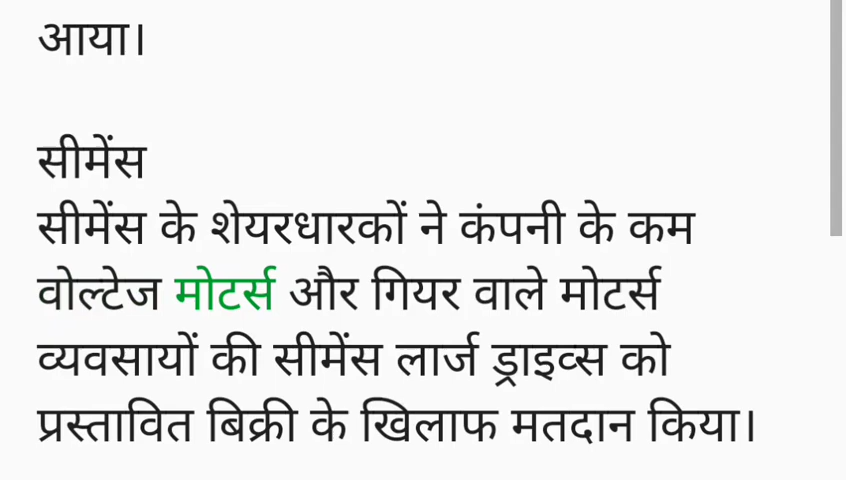 आया।
सीमेंस
सीमेंस के शेयरधारकों ने कंपनी के कम
वोल्टेज मोटर्स और गियर वाले मोटर्स
व्यवसायों की सीमेंस लार्ज ड्राइव्स को
प्रस्तावित बिक्री के खिलाफ मतदान किया।